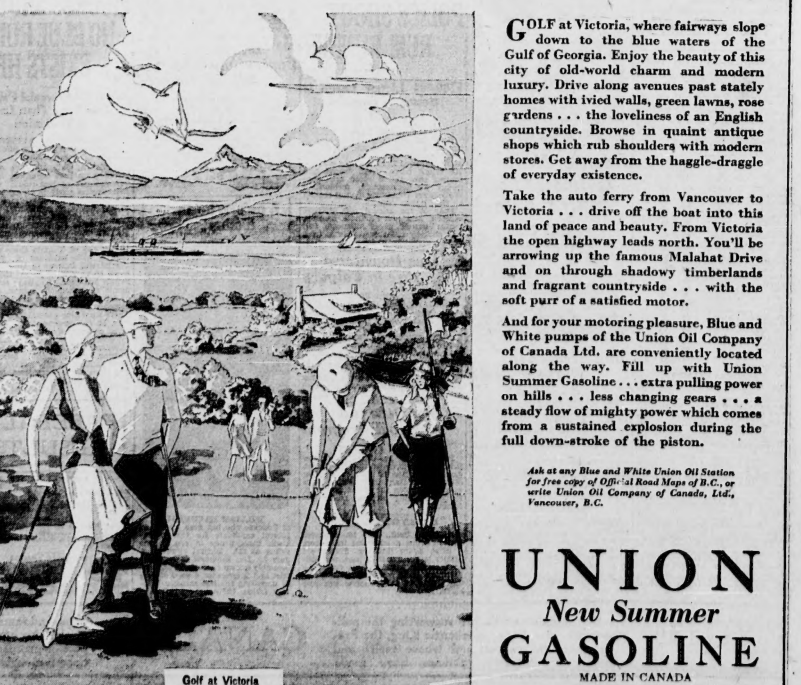 GOLF at Victoria, where fairways slope
down to the blue waters of the
Gulf of Georgia. Enjoy the beauty of this
city of old-world charm and modern
luxury. Drive along avenues past stately
homes with ivied walls, green lawns, rose
gardens . . . the loveliness of an English
countryside. Browse in quaint antique
shops which rub shoulders with modern
stores. Get away from the haggle-draggle
of everyday existence.
Take the auto ferry from Vancouver to
Victoria . . . drive off the boat into this
land of peace and beauty. From Victoria
the open highway leads north. You'll be
arrowing up the famous Malahat Drive
and on through shadowy timberlands
and fragrant countryside . . . with the
soft purr of a satisfied motor.
And for your motoring pleasure, Blue and
White pumps of the Union Oil Company
of Canada Ltd. are conveniently located
along the way. Fill up with Union
Summer Gasoline . . . extra pulling power
on hills . . . less changing gears . . . a
steady flow of mighty power which comes
from a sustained explosion during the
full down-stroke of the piston.
Ask at any Blue and White Union Oil Station
for free copy of Official Road Maps of B.C., or
write Union Oil Company of Canada, Ltd.,
Vancouver, B.C.
UNION
New Summer
GASOLINE
MADE IN CANADA
Golf at Victoria